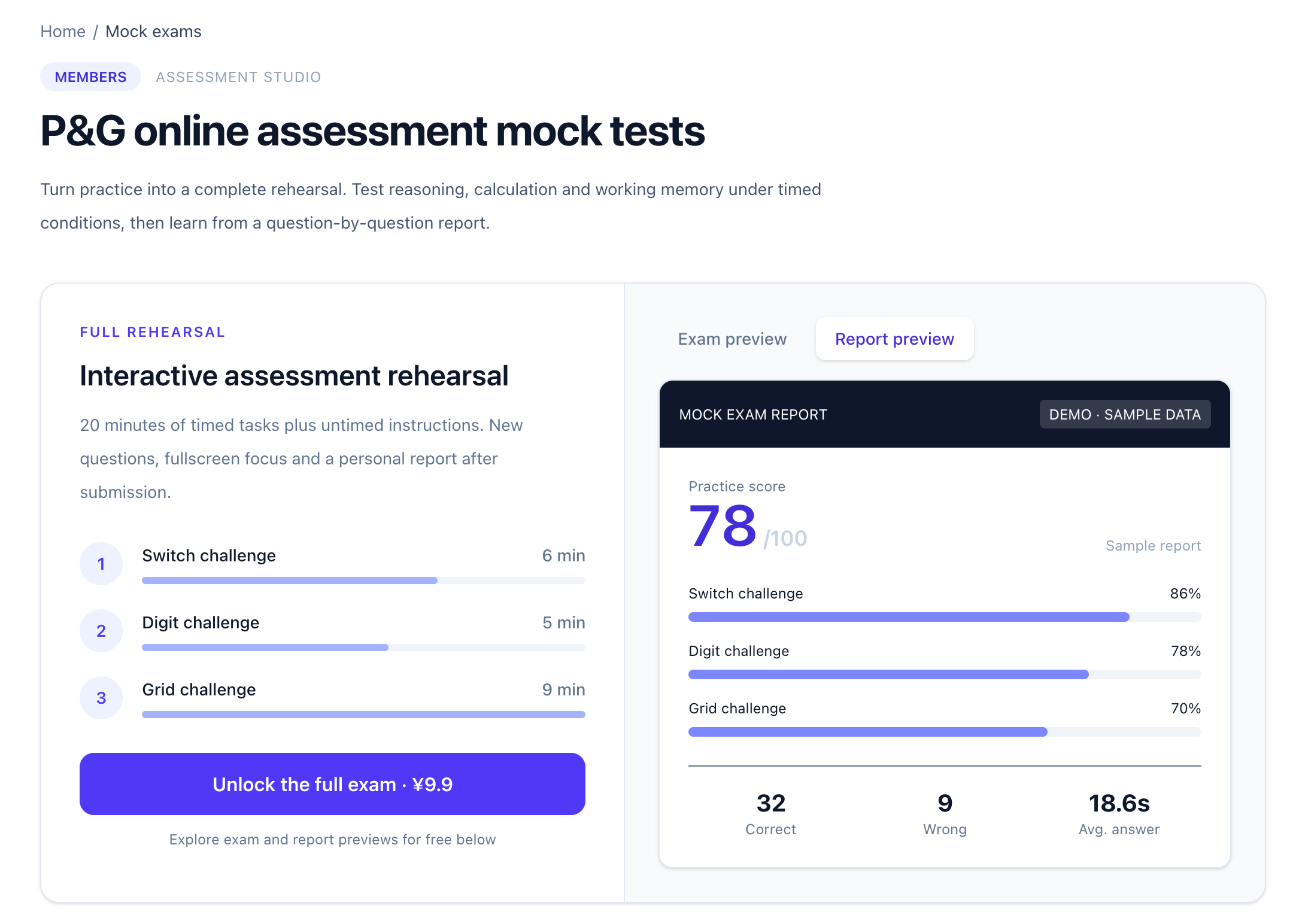 Home / Mock exams
MEMBERS ASSESSMENT STUDIO
P&G online assessment mock tests
Turn practice into a complete rehearsal. Test reasoning, calculation and working memory under timed
conditions, then learn from a question-by-question report.
FULL REHEARSAL
Interactive assessment rehearsal
20 minutes of timed tasks plus untimed instructions. New
questions, fullscreen focus and a personal report after
submission.
1 Switch challenge 6 min
2 Digit challenge 5 min
3 Grid challenge 9 min
Unlock the full exam · ¥9.9
Explore exam and report previews for free below
Exam preview Report preview
MOCK EXAM REPORT DEMO · SAMPLE DATA
Practice score
78 /100
Sample report
Switch challenge 86%
Digit challenge 78%
Grid challenge 70%
32 9 18.6s
Correct Wrong Avg. answer